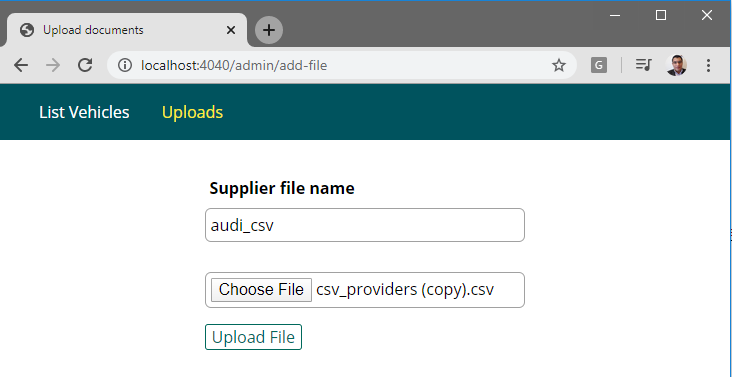 Upload documents
localhost:4040/admin/add-file
G
List Vehicles Uploads
Supplier file name
audi_csv
Choose File csv_providers (copy).csv
Upload File